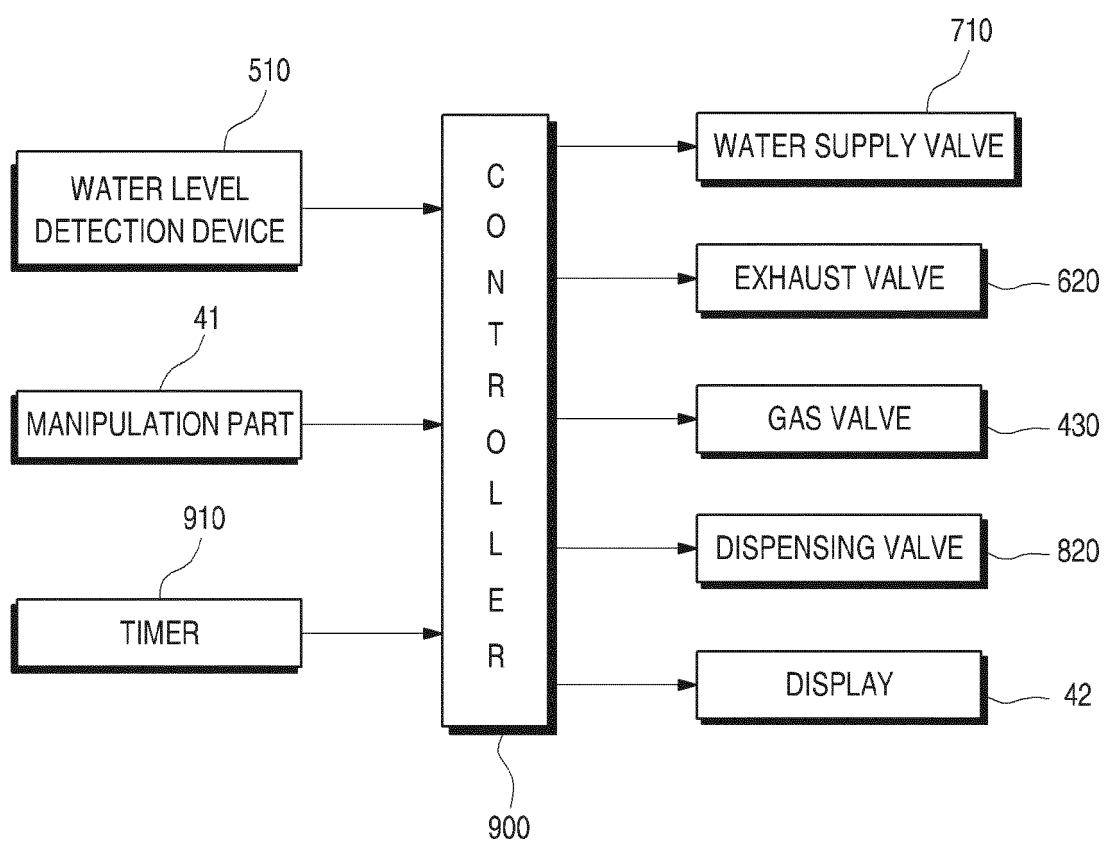 710
510
WATER SUPPLY VALVE
WATER LEVEL
DETECTION DEVICE
CONTROLLER
EXHAUST VALVE
620
41
MANIPULATION PART
GAS VALVE
430
910
DISPENSING VALVE
820
TIMER
DISPLAY
42
900